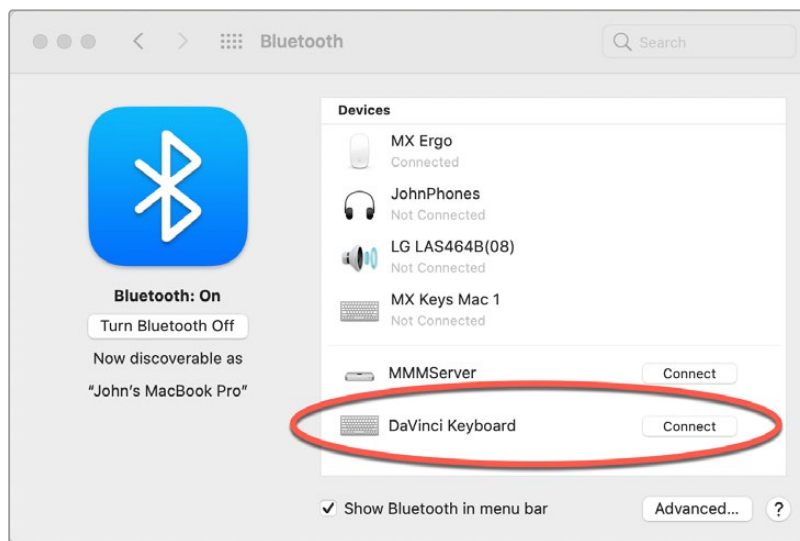 Bluetooth
Search
Devices
MX Ergo
Connected
JohnPhones
Not Connected
LG LAS464B(08)
Not Connected
MX Keys Mac 1
Not Connected
MMMServer
Connect
DaVinci Keyboard
Connect
Bluetooth: On
Turn Bluetooth Off
Now discoverable as
“John’s MacBook Pro”
Show Bluetooth in menu bar
Advanced...
?